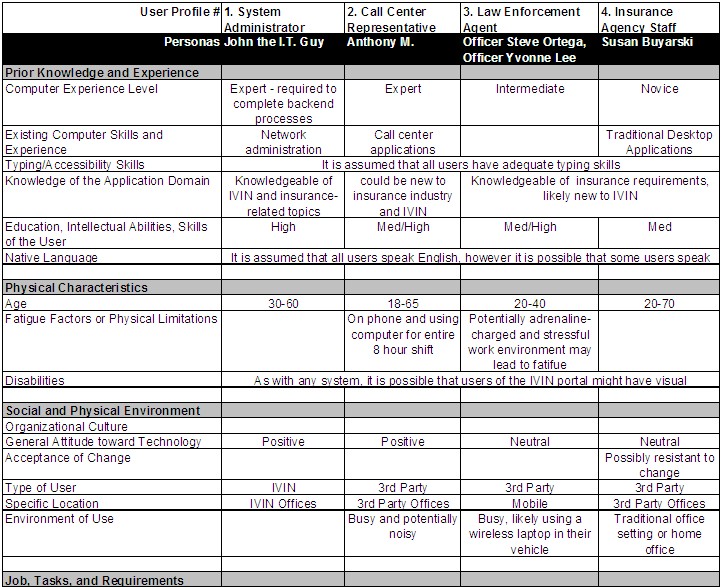 User Profile # 1. System Administrator 2. Call Center Representative 3. Law Enforcement Agent 4. Insurance Agency Staff
Personas John the I.T. Guy Anthony M. Officer Steve Ortega, Officer Yvonne Lee Susan Buyarski
Prior Knowledge and Experience
Computer Experience Level Expert - required to complete backend processes Expert Intermediate Novice
Existing Computer Skills and Experience Network administration Call center applications Traditional Desktop Applications
Typing/Accessibility Skills It is assumed that all users have adequate typing skills
Knowledge of the Application Domain Knowledgeable of IVIN and insurance-related topics could be new to insurance industry and IVIN Knowledgeable of insurance requirements, likely new to IVIN
Education, Intellectual Abilities, Skills of the User High Med/High Med/High Med
Native Language It is assumed that all users speak English, however it is possible that some users speak
Physical Characteristics
Age 30-60 18-65 20-40 20-70
Fatigue Factors or Physical Limitations On phone and using computer for entire 8 hour shift Potentially adrenaline-charged and stressful work environment may lead to fatifue
Disabilities As with any system, it is possible that users of the IVIN portal might have visual
Social and Physical Environment
Organizational Culture
General Attitude toward Technology Positive Positive Neutral Neutral
Acceptance of Change Possibly resistant to change
Type of User IVIN 3rd Party 3rd Party 3rd Party
Specific Location IVIN Offices 3rd Party Offices Mobile 3rd Party Offices
Environment of Use Busy and potentially noisy Busy, likely using a wireless laptop in their vehicle Traditional office setting or home office
Job, Tasks, and Requirements